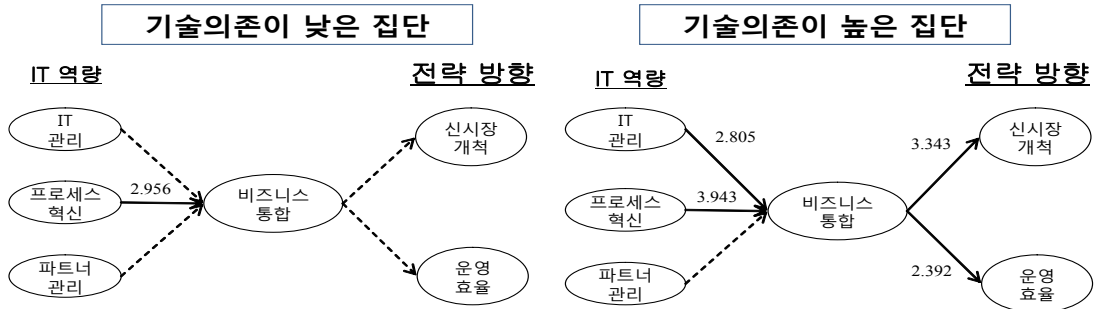 기술의존이 낮은 집단
IT 역량
전략 방향
IT
관리
신시장
개척
프로세스
혁신
2.956
비즈니스
통합
파트너
관리
운영
효율
기술의존이 높은 집단
IT 역량
전략 방향
IT
관리
2.805
3.343
신시장
개척
프로세스
혁신
3.943
비즈니스
통합
파트너
관리
2.392
운영
효율